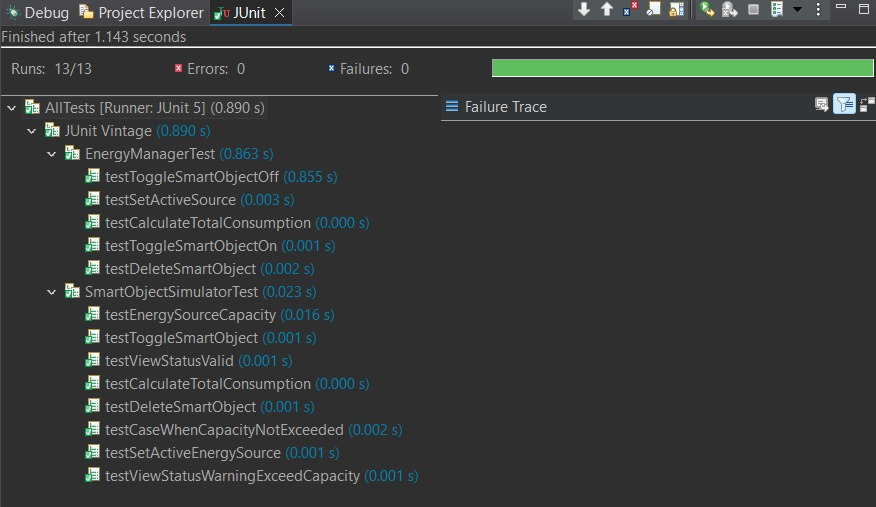 Debug Project Explorer JUnit
Finished after 1.143 seconds
Runs: 13/13 Errors: 0 Failures: 0
AllTests [Runner: JUnit 5] (0.890 s)
Failure Trace
JUnit Vintage (0.890 s)
EnergyManagerTest (0.863 s)
testToggleSmartObjectOff (0.855 s)
testSetActiveSource (0.003 s)
testCalculateTotalConsumption (0.000 s)
testToggleSmartObjectOn (0.001 s)
testDeleteSmartObject (0.002 s)
SmartObjectSimulatorTest (0.023 s)
testEnergySourceCapacity (0.016 s)
testToggleSmartObject (0.001 s)
testViewStatusValid (0.001 s)
testCalculateTotalConsumption (0.000 s)
testDeleteSmartObject (0.001 s)
testCaseWhenCapacityNotExceeded (0.002 s)
testSetActiveEnergySource (0.001 s)
testViewStatusWarningExceedCapacity (0.001 s)